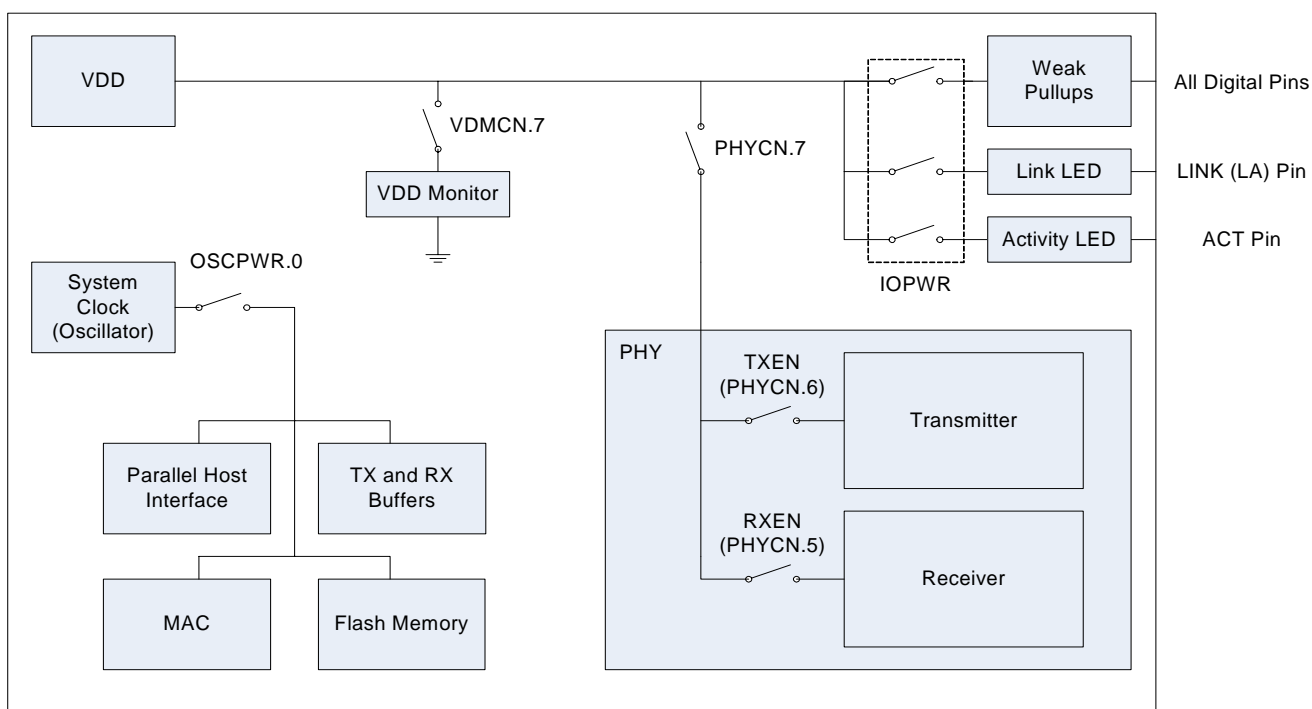 VDD
Weak
Pullups
All Digital Pins
VDMCN.7
PHYCN.7
VDD Monitor
Link LED
LINK (LA) Pin
Activity LED
ACT Pin
IOPWR
OSCPWR.0
System
Clock
(Oscillator)
PHY
TXEN
(PHYCN.6)
Transmitter
Parallel Host
Interface
TX and RX
Buffers
RXEN
(PHYCN.5)
Receiver
MAC
Flash Memory